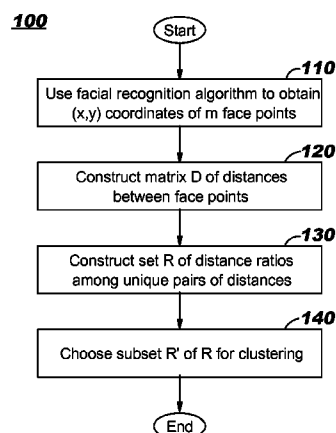 100
Start
110
Use facial recognition algorithm to obtain
(x,y) coordinates of m face points
120
Construct matrix D of distances
between face points
130
Construct set R of distance ratios
among unique pairs of distances
140
Choose subset R' of R for clustering
End